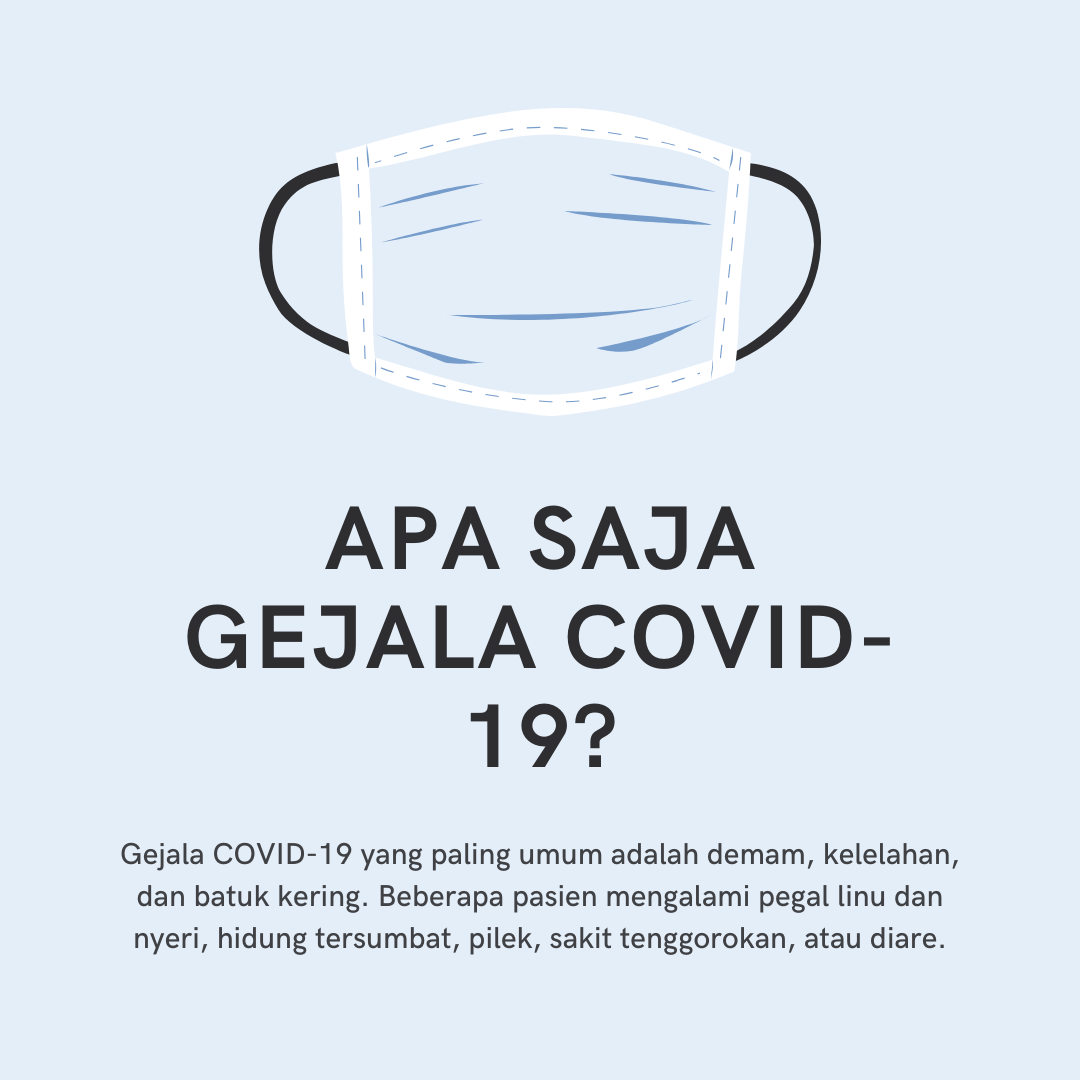 APA SAJA
GEJALA COVID-
19?
Gejala COVID-19 yang paling umum adalah demam, kelelahan,
dan batuk kering. Beberapa pasien mengalami pegal linu dan
nyeri, hidung tersumbat, pilek, sakit tenggorokan, atau diare.